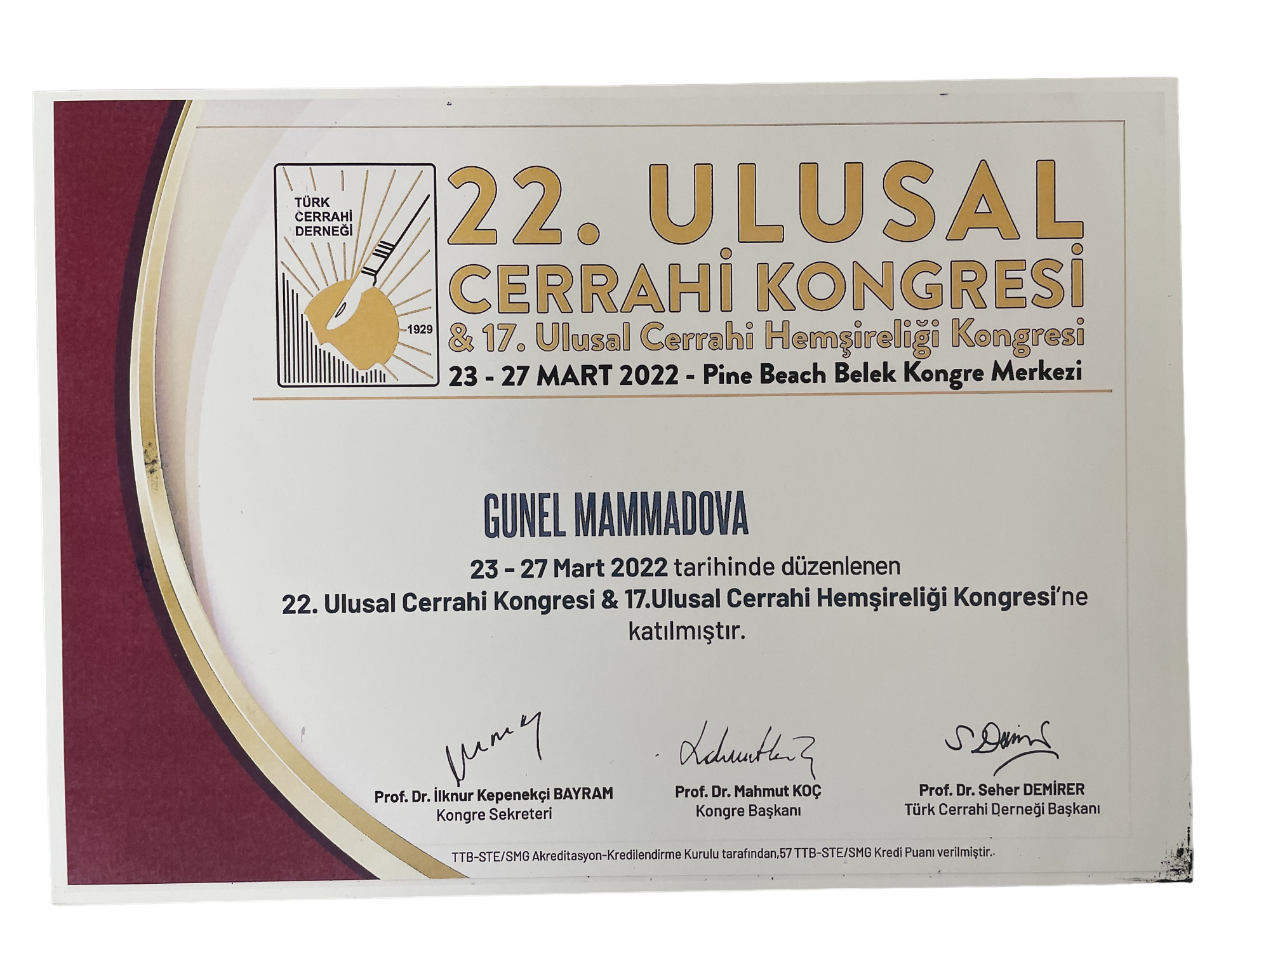 TÜRK
CERRAHİ
DERNEĞİ
1929
22. ULUSAL
CERRAHİ KONGRESİ
& 17. Ulusal Cerrahi Hemşireliği Kongresi
23 - 27 MART 2022 - Pine Beach Belek Kongre Merkezi
GUNEL MAMMADOVA
23 - 27 Mart 2022 tarihinde düzenlenen
22. Ulusal Cerrahi Kongresi & 17.Ulusal Cerrahi Hemşireliği Kongresi'ne
katılmıştır.
Prof. Dr. İlknur Kepenekçi BAYRAM
Kongre Sekreteri
Prof. Dr. Mahmut KOÇ
Kongre Başkanı
S. Demirer
Prof. Dr. Seher DEMİRER
Türk Cerrahi Derneği Başkanı
TTB-STE/SMG Akreditasyon-Kredilendirme Kurulu tarafından,57 TTB-STE/SMG Kredi Puanı verilmiştir.